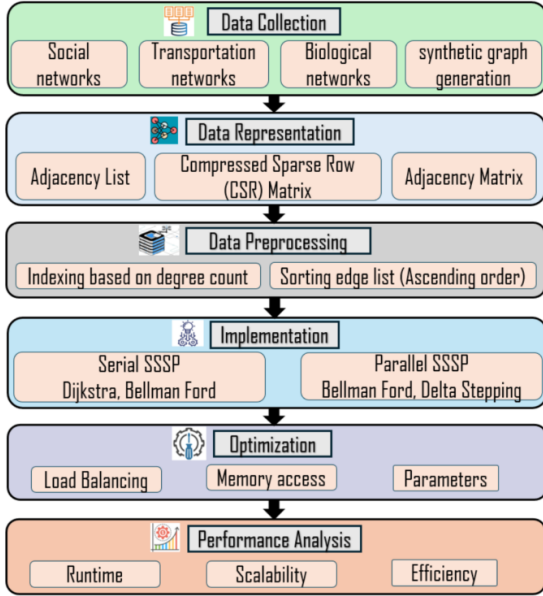 Data Collection
Social networks
Transportation networks
Biological networks
synthetic graph generation
Data Representation
Adjacency List
Compressed Sparse Row
(CSR) Matrix
Adjacency Matrix
Data Preprocessing
Indexing based on degree count
Sorting edge list (Ascending order)
Implementation
Serial SSSP
Dijkstra, Bellman Ford
Parallel SSSP
Bellman Ford, Delta Stepping
Optimization
Load Balancing
Memory access
Parameters
Performance Analysis
Runtime
Scalability
Efficiency